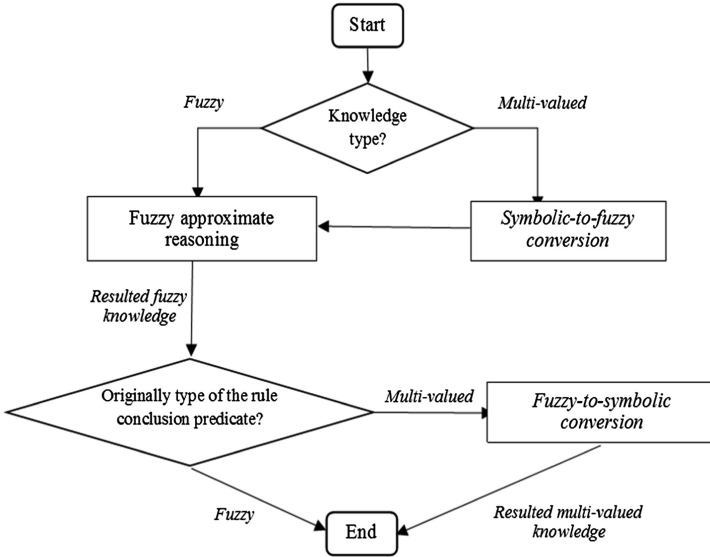 Start
Fuzzy
Multi-valued
Knowledge
type?
Fuzzy approximate
reasoning
Symbolic-to-fuzzy
conversion
Resulted fuzzy
knowledge
Originally type of the rule
conclusion predicate?
Multi-valued
Fuzzy-to-symbolic
conversion
Fuzzy
End
Resulted multi-valued
knowledge